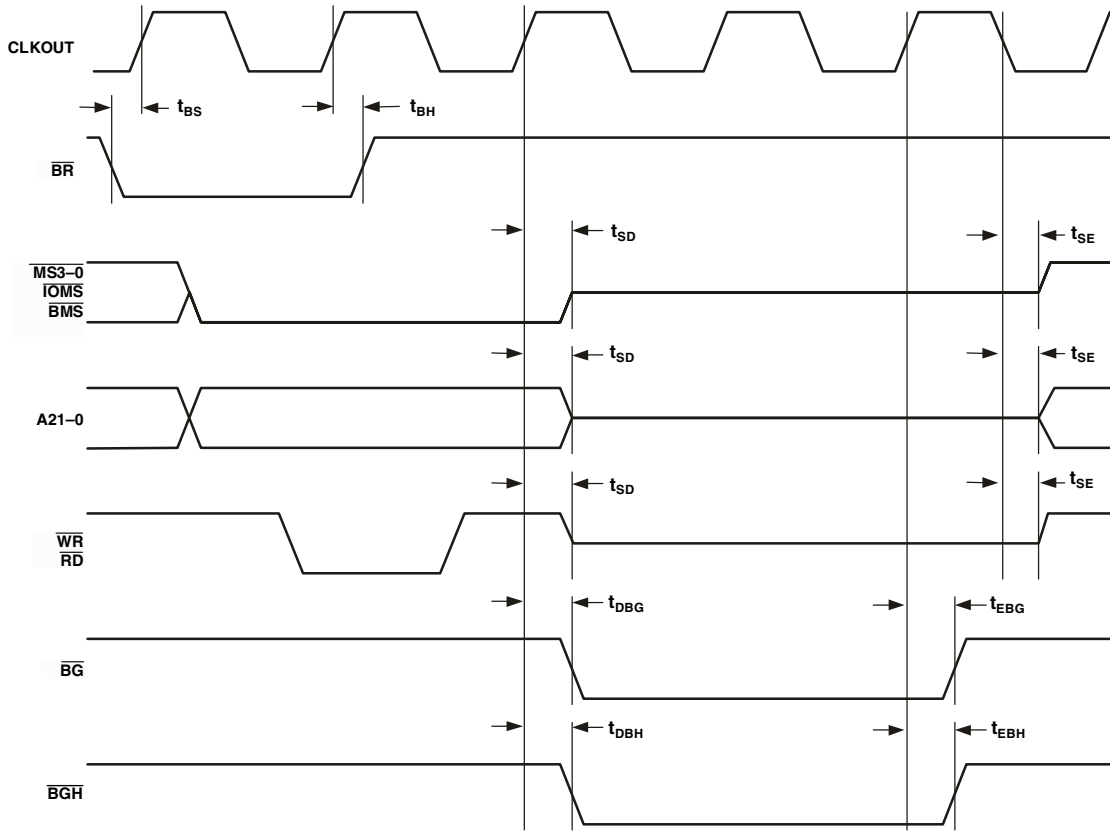 CLKOUT
tBS
tBH
BR
tSD
tSE
MS3–0
IOMS
BMS
tSD
tSE
A21–0
tSD
tSE
WR
RD
tDBG
tEBG
BG
tDBH
tEBH
BGH